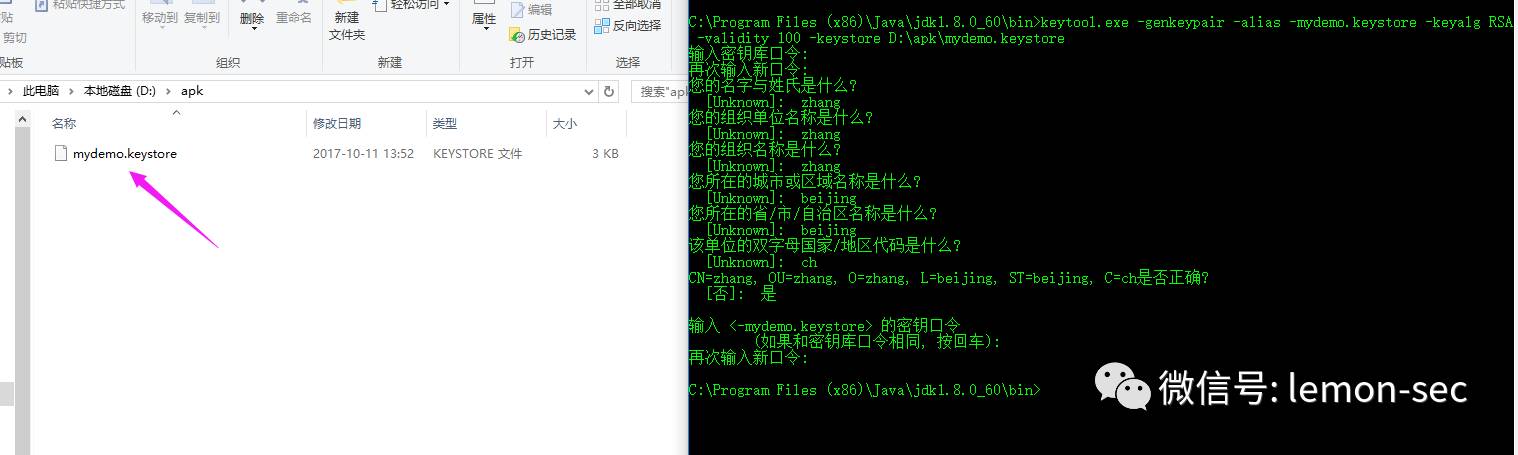 贴
粘贴快捷方式
剪切
贴板
移动到 复制到 删除 重命名
组织
新建
文件夹
轻松访问
新建
属性
编辑
历史记录
打开
全部取消
反向选择
选择
此电脑 > 本地磁盘 (D:) > apk
搜索"ap
名称 修改日期 类型 大小
mydemo.keystore 2017-10-11 13:52 KEYSTORE 文件 3 KB
C:\Program Files (x86)\Java\jdk1.8.0_60\bin>keytool.exe -genkeypair -alias -mydemo.keystore -keyalg RSA
-validity 100 -keystore D:\apk\mydemo.keystore
输入密钥库口令:
再次输入新口令:
您的名字与姓氏是什么?
[Unknown]: zhang
您的组织单位名称是什么?
[Unknown]: zhang
您的组织名称是什么?
[Unknown]: zhang
您所在的城市或区域名称是什么?
[Unknown]: beijing
您所在的省/市/自治区名称是什么?
[Unknown]: beijing
该单位的双字母国家/地区代码是什么?
[Unknown]: ch
CN=zhang, OU=zhang, O=zhang, L=beijing, ST=beijing, C=ch是否正确?
[否]: 是
输入 <-mydemo.keystore> 的密钥口令
(如果和密钥库口令相同, 按回车):
再次输入新口令:
C:\Program Files (x86)\Java\jdk1.8.0_60\bin>
微信号: lemon-sec